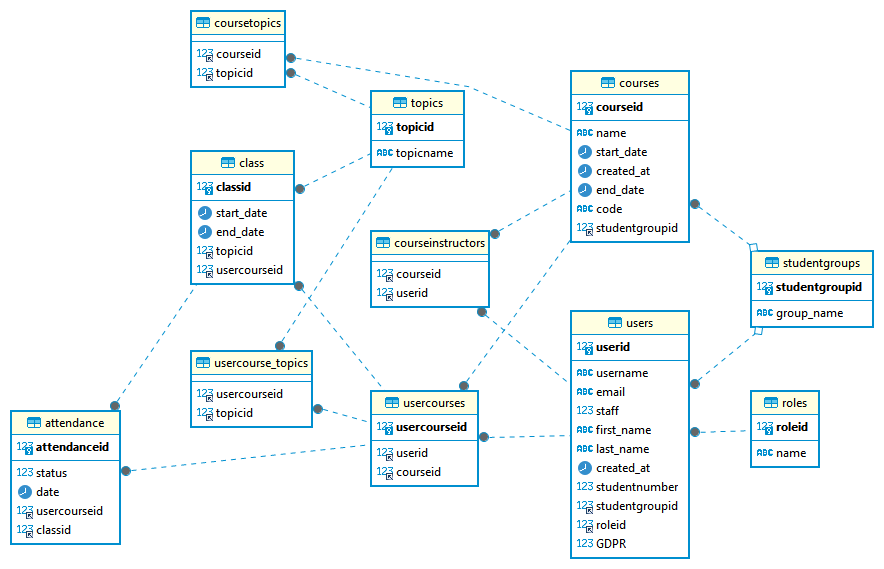 coursetopics
123 courseid
123 topicid
topics
123 topicid
ABC topicname
courses
123 courseid
ABC name
start_date
created_at
end_date
ABC code
123 studentgroupid
class
123 classid
start_date
end_date
123 topicid
123 usercourseid
courseinstructors
123 courseid
123 userid
studentgroups
123 studentgroupid
ABC group_name
users
123 userid
ABC username
ABC email
123 staff
ABC first_name
ABC last_name
created_at
123 studentnumber
123 studentgroupid
123 roleid
123 GDPR
usercourse_topics
123 usercourseid
123 topicid
usercourses
123 usercourseid
123 userid
123 courseid
roles
123 roleid
ABC name
attendance
123 attendanceid
123 status
date
123 usercourseid
123 classid